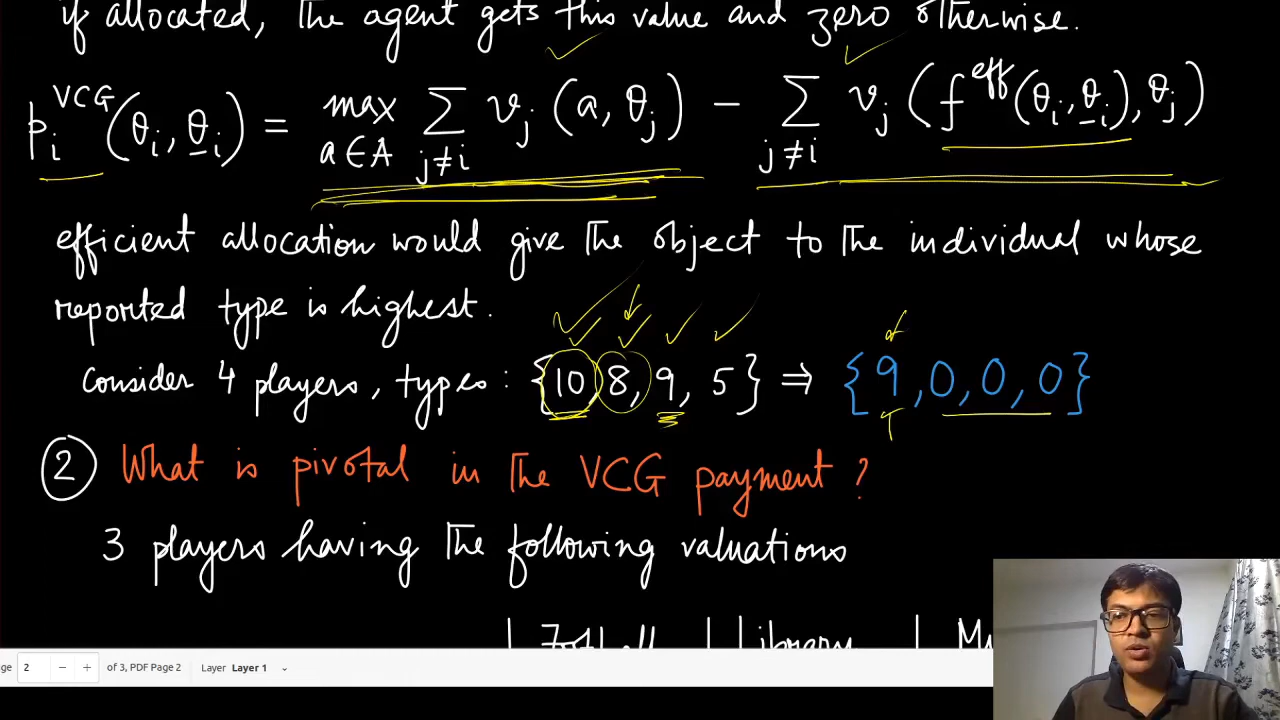 if allocated, the agent gets this value and zero otherwise.
p_i^VCG (θ_i, θ_-i) = max_{a∈A} Σ_{j≠i} v_j (a, θ_j) − Σ_{j≠i} v_j (f^eff(θ_i, θ_-i), θ_j)
efficient allocation would give the object to the individual whose
reported type is highest.
Consider 4 players, types : {10, 8, 9, 5} ⇒ {9, 0, 0, 0}
2 What is pivotal in the VCG payment ?
3 players having the following valuations
| Football | Library |
2 − + of 3, PDF Page 2 Layer Layer 1